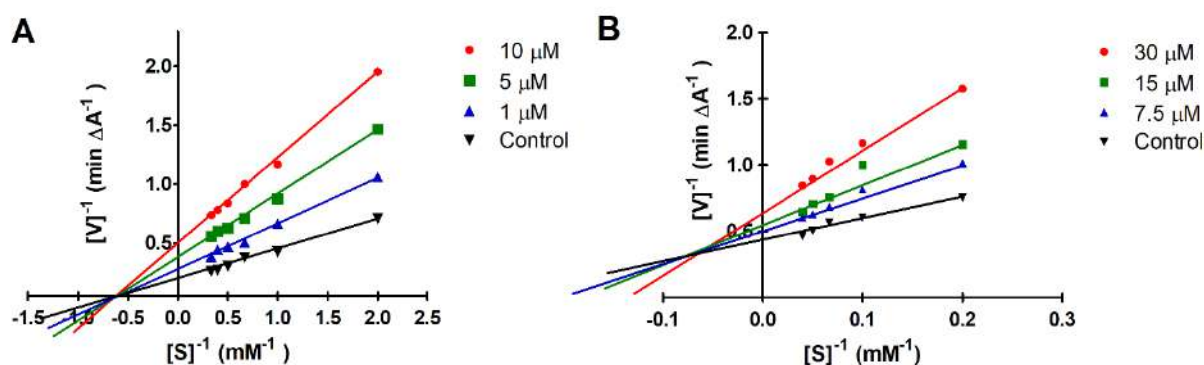 A
10 μM
5 μM
1 μM
Control
[V]⁻¹ (min ΔA⁻¹)
2.0
1.5
1.0
0.5
-1.5 -1.0 -0.5 0.0 0.5 1.0 1.5 2.0 2.5
[S]⁻¹ (mM⁻¹)
B
30 μM
15 μM
7.5 μM
Control
[V]⁻¹ (min ΔA⁻¹)
2.0
1.5
1.0
0.5
-0.1 0.0 0.1 0.2 0.3
[S]⁻¹ (mM⁻¹)